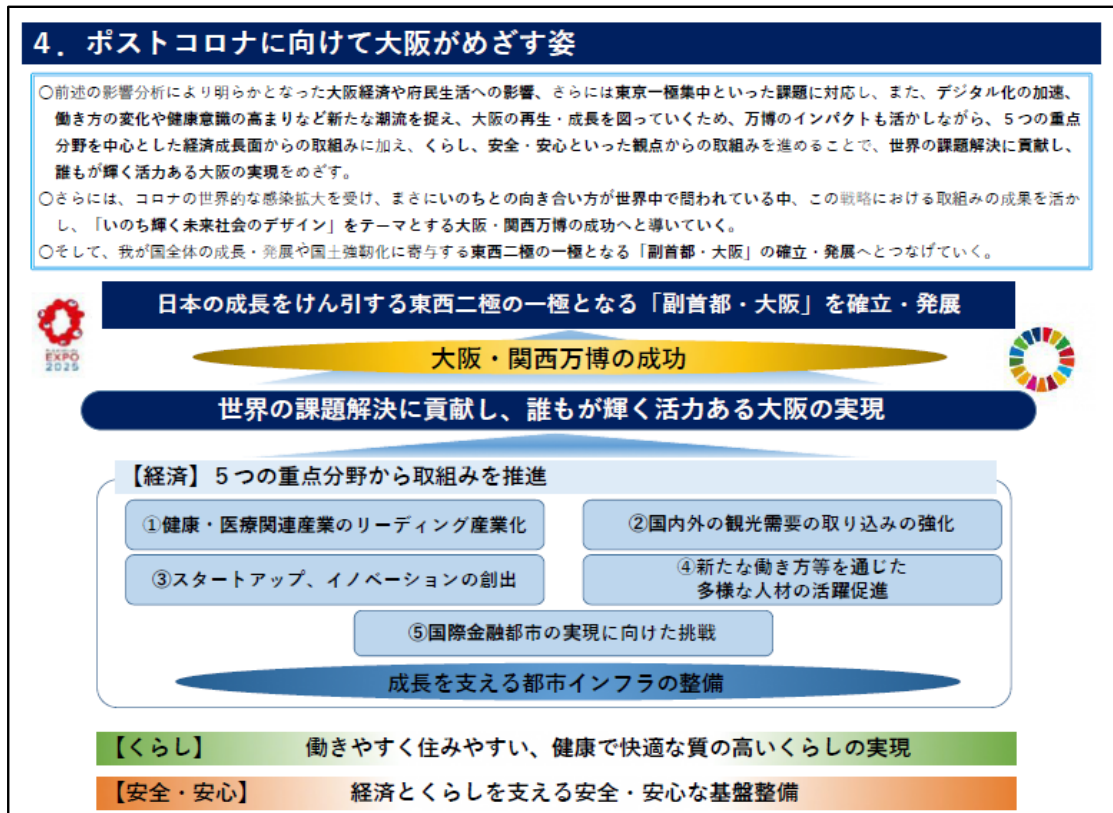 ４．ポストコロナに向けて大阪がめざす姿
○前述の影響分析により明らかとなった大阪経済や府民生活への影響、さらには東京一極集中といった課題に対応し、また、デジタル化の加速、
働き方の変化や健康意識の高まりなど新たな潮流を捉え、大阪の再生・成長を図っていくため、万博のインパクトも活かしながら、５つの重点
分野を中心とした経済成長面からの取組みに加え、くらし、安全・安心といった観点からの取組みを進めることで、世界の課題解決に貢献し、
誰もが輝く活力ある大阪の実現をめざす。
○さらには、コロナの世界的な感染拡大を受け、まさにいのちとの向き合い方が世界中で問われている中、この戦略における取組みの成果を活か
し、「いのち輝く未来社会のデザイン」をテーマとする大阪・関西万博の成功へと導いていく。
○そして、我が国全体の成長・発展や国土強靭化に寄与する東西二極の一極となる「副首都・大阪」の確立・発展へとつなげていく。
日本の成長をけん引する東西二極の一極となる「副首都・大阪」を確立・発展
EXPO
2025
大阪・関西万博の成功
世界の課題解決に貢献し、誰もが輝く活力ある大阪の実現
【経済】５つの重点分野から取組みを推進
①健康・医療関連産業のリーディング産業化
②国内外の観光需要の取り込みの強化
③スタートアップ、イノベーションの創出
④新たな働き方等を通じた
多様な人材の活躍促進
⑤国際金融都市の実現に向けた挑戦
成長を支える都市インフラの整備
【くらし】 働きやすく住みやすい、健康で快適な質の高いくらしの実現
【安全・安心】 経済とくらしを支える安全・安心な基盤整備